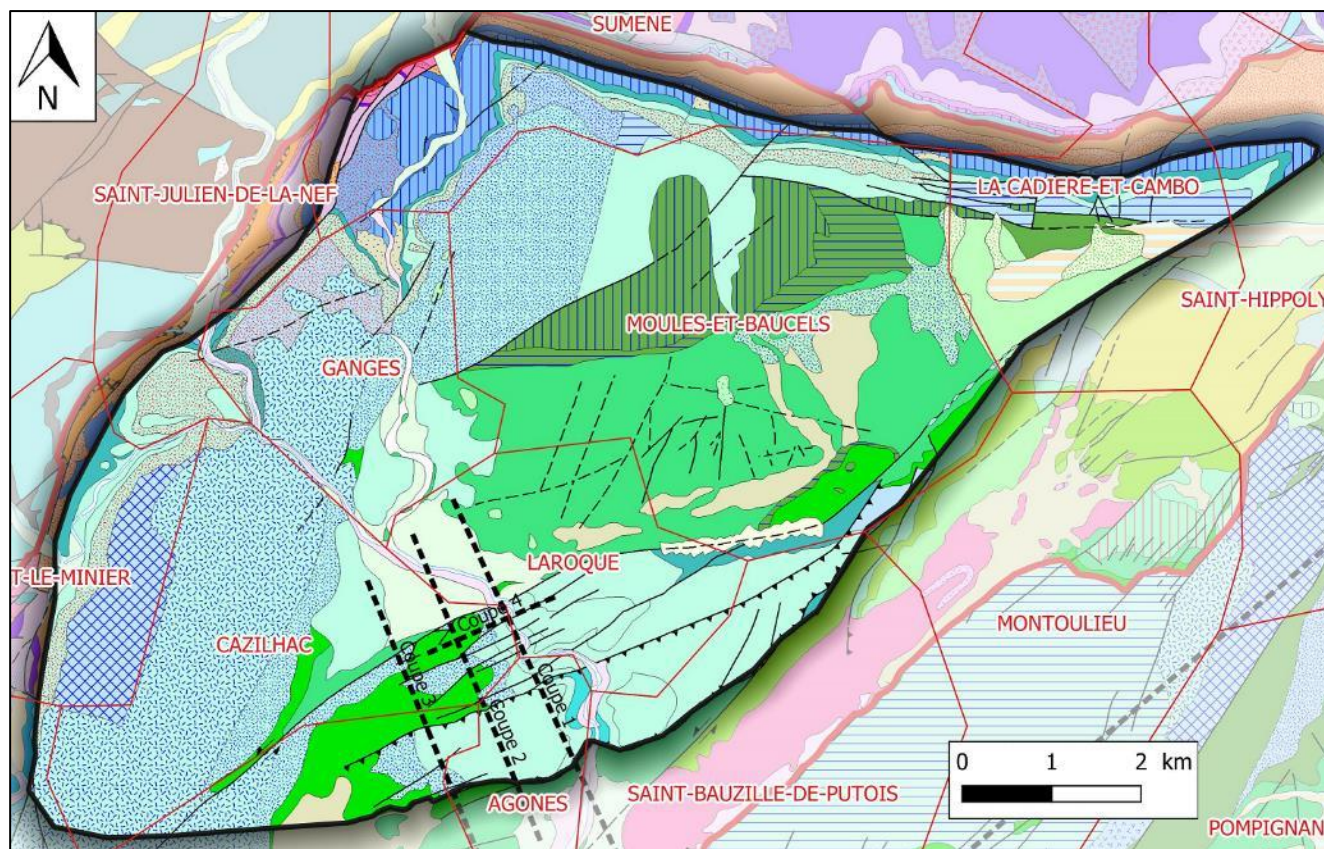 SUMENE
N
SAINT-JULIEN-DE-LA-NEF
LA-CADIERE-ET-CAMBO
SAINT-HIPPOLY
MOULES-ET-BAUCELS
GANGES
LAROQUE
T-LE-MINIER
CAZILHAC
Coupe 4
Coupe 3
Coupe 2
Coupe
MONTOULIEU
0 1 2 km
AGONES
SAINT-BAUZILLE-DE-PUTOIS
POMPIGNAN